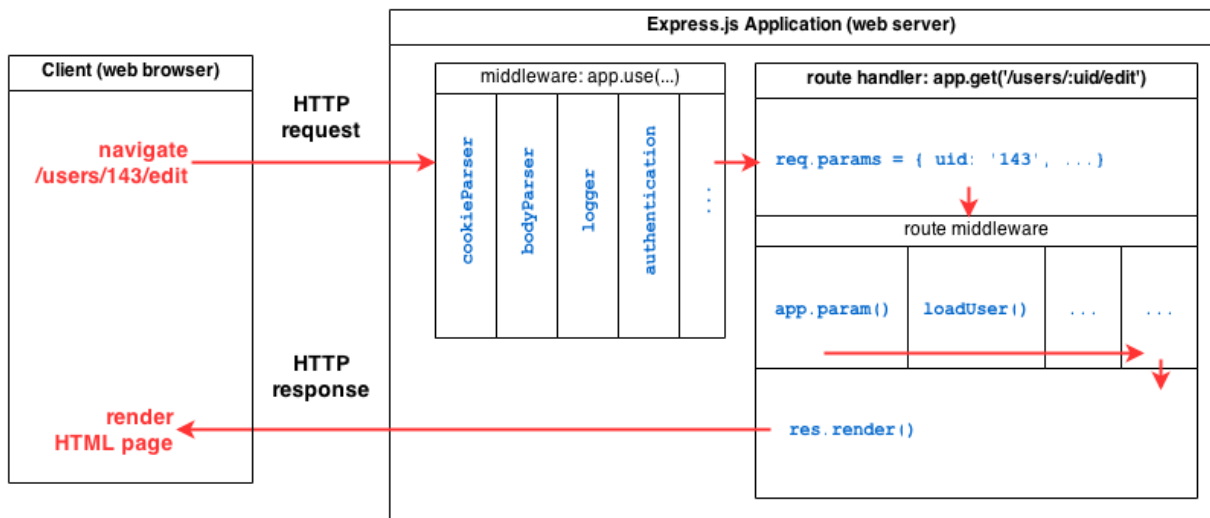 Express.js Application (web server)
Client (web browser)
middleware: app.use(...)
route handler: app.get('/users/:uid/edit')
HTTP
request
navigate
/users/143/edit
cookieParser
bodyParser
logger
authentication
...
req.params = { uid: '143', ...}
route middleware
app.param()
loadUser()
...
...
HTTP
response
render
HTML page
res.render()